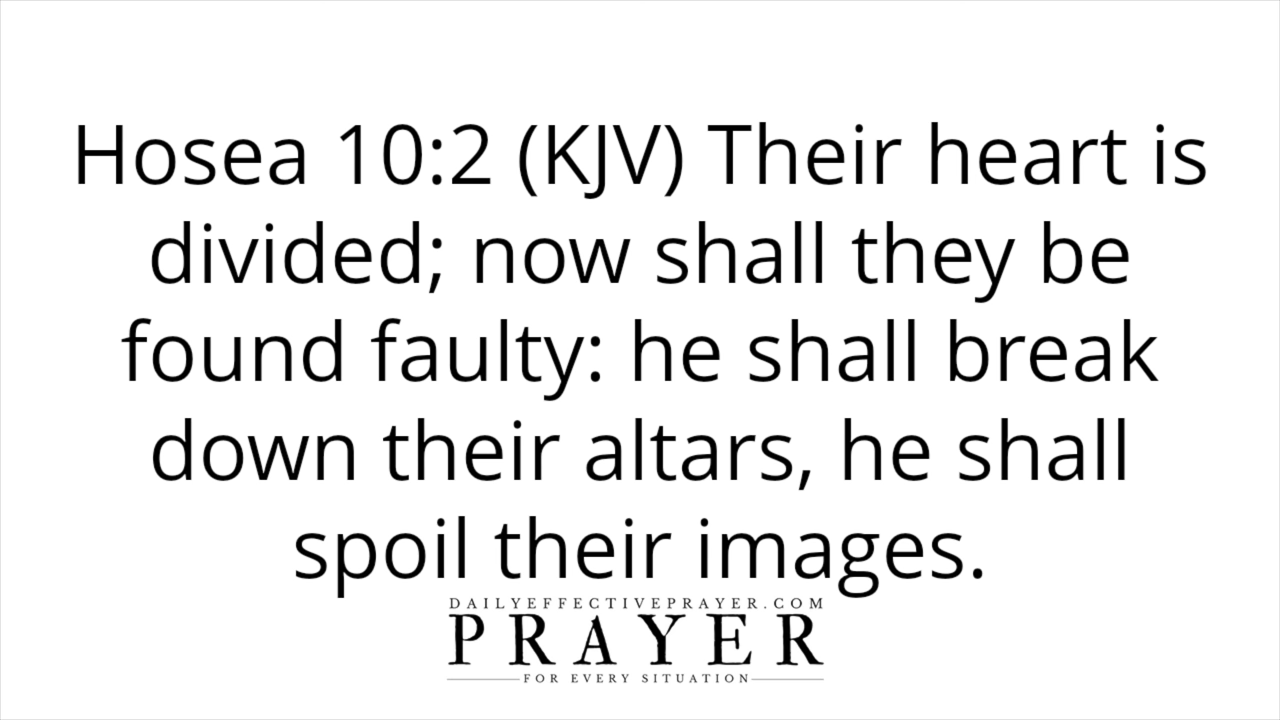 Hosea 10:2 (KJV) Their heart is
divided; now shall they be
found faulty: he shall break
down their altars, he shall
spoil their images.
DAILYEFFECTIVEPRAYER.COM
PRAYER
FOR EVERY SITUATION